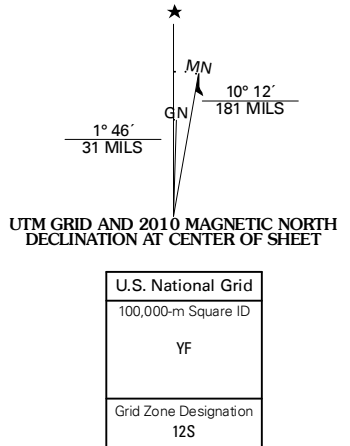 MN
GN
10° 12´
181 MILS
1° 46´
31 MILS
UTM GRID AND 2010 MAGNETIC NORTH
DECLINATION AT CENTER OF SHEET
U.S. National Grid
100,000-m Square ID
YF
Grid Zone Designation
12S